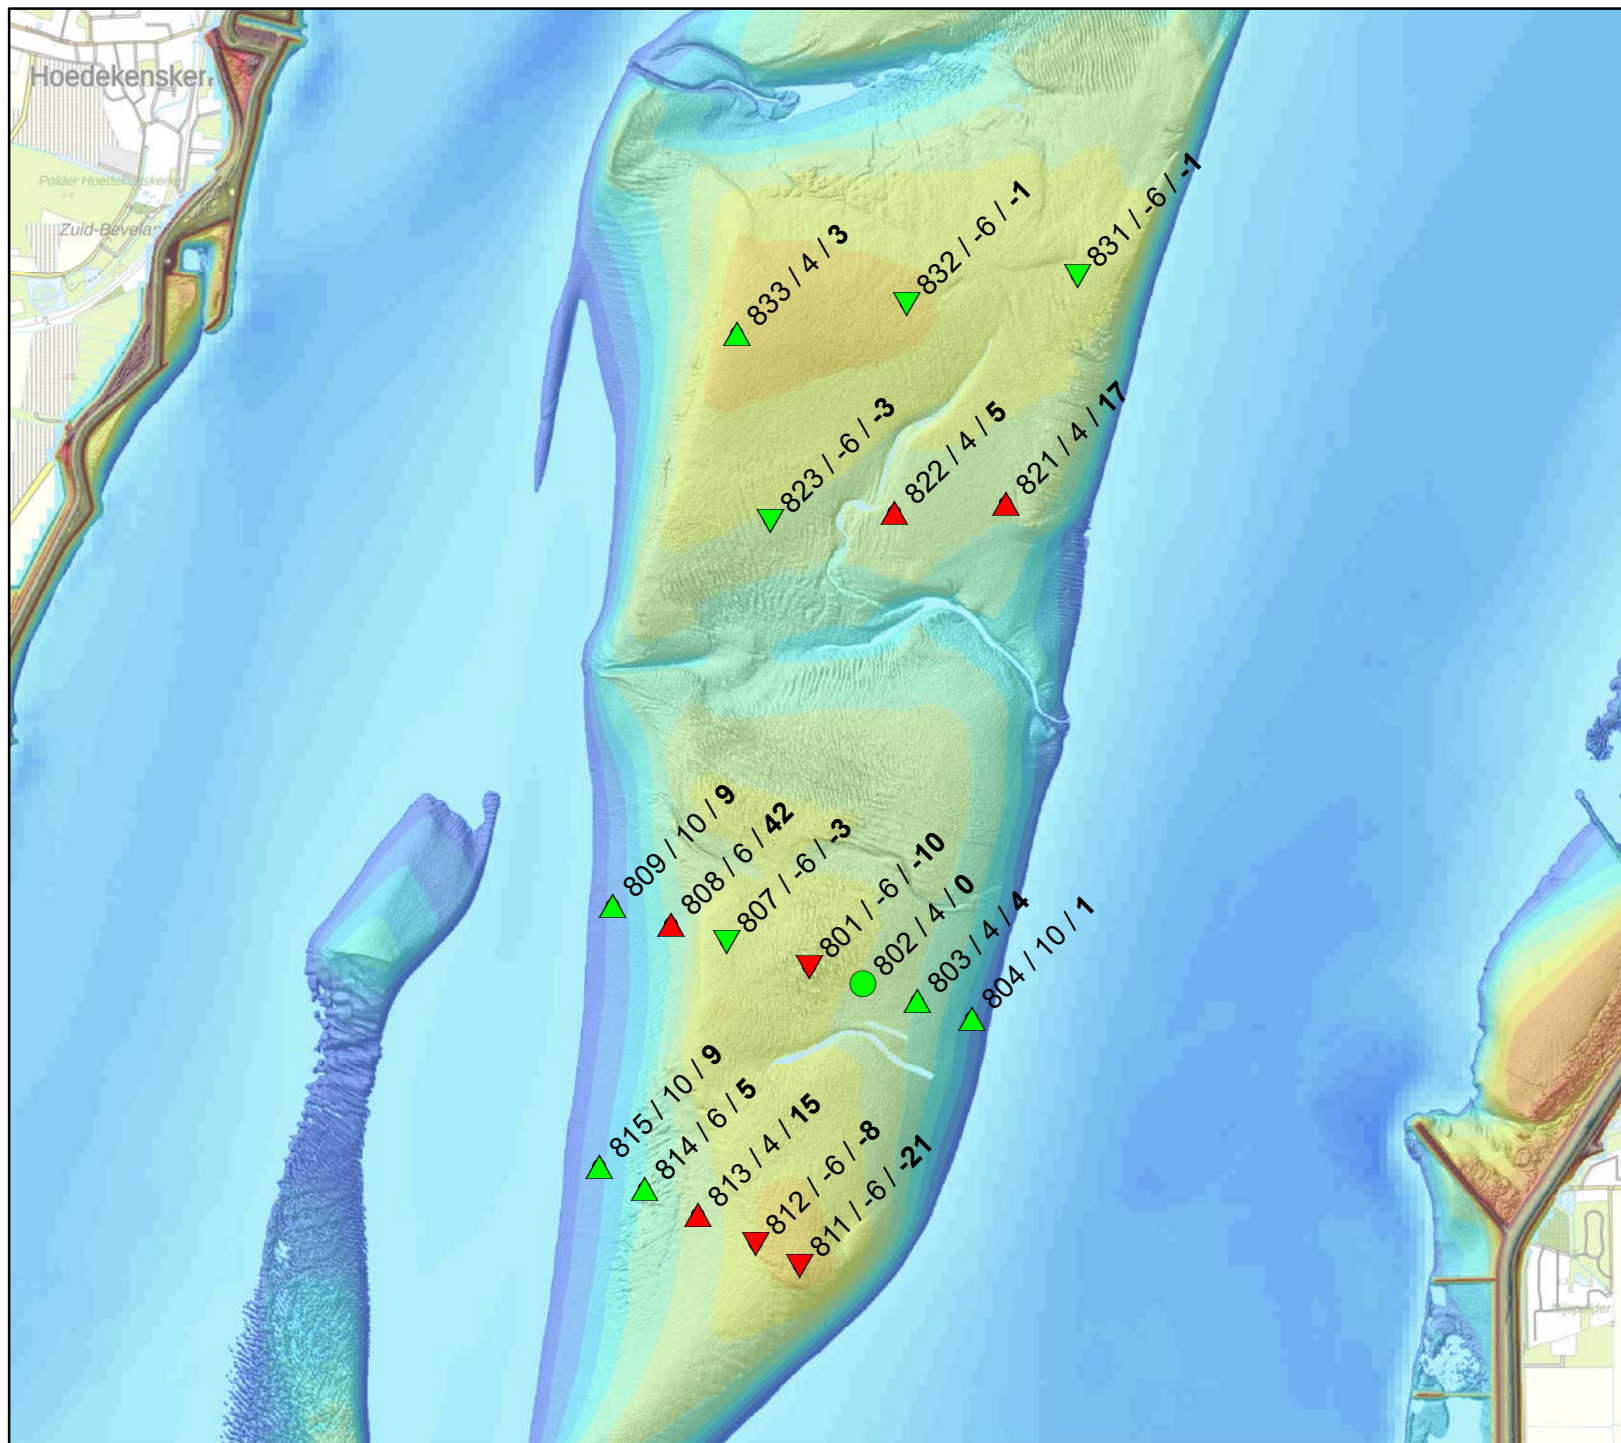 Hoedekensker
Polder Hoedekenskerke
Zuid-Bevelan
831 / -6 / -1
832 / -6 / -1
833 / 4 / 3
821 / 4 / 17
822 / 4 / 5
823 / -6 / -3
809 / 10 / 9
808 / 6 / 42
807 / -6 / -3
801 / -6 / -10
802 / 4 / 0
803 / 4 / 4
804 / 10 / 1
815 / 10 / 9
814 / 6 / 5
813 / 4 / 15
812 / -6 / -8
811 / -6 / -21